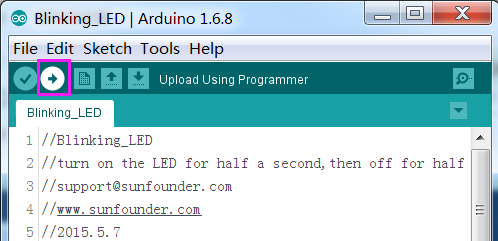 Blinking_LED | Arduino 1.6.8
File Edit Sketch Tools Help
Upload Using Programmer
Blinking_LED
1 //Blinking_LED
2 //turn on the LED for half a second,then off for half
3 //support@sunfounder.com
4 //www.sunfounder.com
5 //2015.5.7